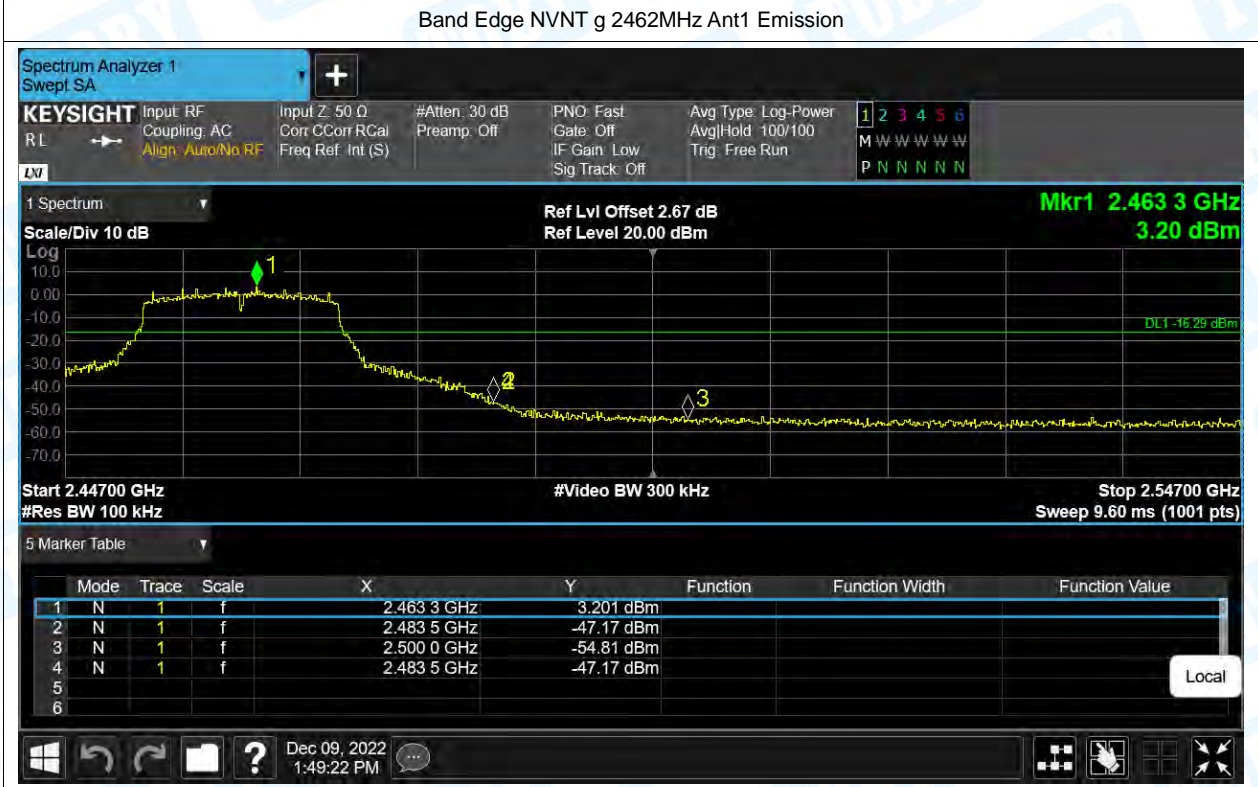 Band Edge NVNT g 2462MHz Ant1 Emission
Spectrum Analyzer 1
Swept SA
+
KEYSIGHT
R L
LXI
Input: RF
Coupling: AC
Align: Auto/No RF
Input Z: 50 Ω
Corr CCorr RCal
Freq Ref: Int (S)
#Atten: 30 dB
Preamp: Off
PNO: Fast
Gate: Off
IF Gain: Low
Sig Track: Off
Avg Type: Log-Power
Avg|Hold: 100/100
Trig: Free Run
1 2 3 4 5 6
M W W W W W
P N N N N N
1 Spectrum
Scale/Div 10 dB
Ref Lvl Offset 2.67 dB
Ref Level 20.00 dBm
Mkr1 2.463 3 GHz
3.20 dBm
Log
10.0
0.00
-10.0
-20.0
-30.0
-40.0
-50.0
-60.0
-70.0
1
3
DL1 -16.29 dBm
Start 2.44700 GHz
#Video BW 300 kHz
Stop 2.54700 GHz
#Res BW 100 kHz
Sweep 9.60 ms (1001 pts)
5 Marker Table
Mode Trace Scale X Y Function Function Width Function Value
1 N 1 f 2.463 3 GHz 3.201 dBm
2 N 1 f 2.483 5 GHz -47.17 dBm
3 N 1 f 2.500 0 GHz -54.81 dBm
4 N 1 f 2.483 5 GHz -47.17 dBm
5
6
Local
?
Dec 09, 2022
1:49:22 PM